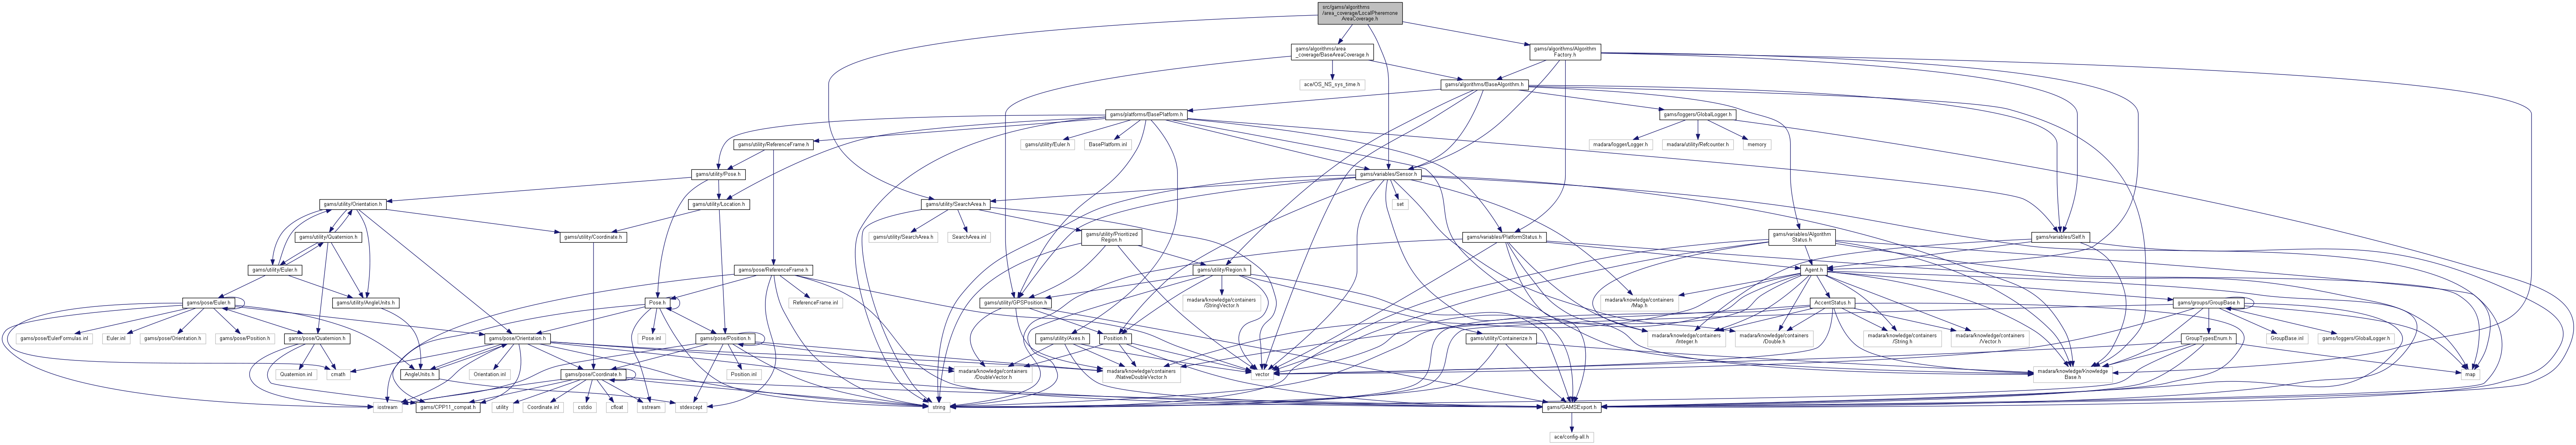 src/gams/algorithms
/area_coverage/LocalPheremone
AreaCoverage.h
gams/algorithms/area
_coverage/BaseAreaCoverage.h
gams/algorithms/Algorithm
Factory.h
ace/OS_NS_sys_time.h
gams/algorithms/BaseAlgorithm.h
gams/platforms/BasePlatform.h
gams/loggers/GlobalLogger.h
gams/utility/ReferenceFrame.h
gams/utility/Euler.h
BasePlatform.inl
madara/logger/Logger.h
madara/utility/Refcounter.h
memory
gams/utility/Pose.h
gams/variables/Sensor.h
gams/utility/Orientation.h
gams/utility/Location.h
gams/utility/SearchArea.h
set
gams/utility/Quaternion.h
gams/utility/Coordinate.h
gams/utility/SearchArea.h
SearchArea.inl
gams/utility/Prioritized
Region.h
gams/variables/PlatformStatus.h
gams/variables/Algorithm
Status.h
gams/variables/Self.h
gams/utility/Euler.h
gams/pose/ReferenceFrame.h
gams/utility/Region.h
Agent.h
gams/pose/Euler.h
gams/utility/AngleUnits.h
Pose.h
ReferenceFrame.inl
gams/utility/GPSPosition.h
madara/knowledge/containers
/StringVector.h
madara/knowledge/containers
/Map.h
AccentStatus.h
gams/groups/GroupBase.h
gams/pose/EulerFormulas.inl
Euler.inl
gams/pose/Orientation.h
gams/pose/Position.h
gams/pose/Quaternion.h
gams/pose/Orientation.h
Pose.inl
gams/pose/Position.h
gams/utility/Axes.h
Position.h
gams/utility/Containerize.h
madara/knowledge/containers
/Integer.h
madara/knowledge/containers
/Double.h
madara/knowledge/containers
/String.h
madara/knowledge/containers
/Vector.h
GroupTypesEnum.h
GroupBase.inl
gams/loggers/GlobalLogger.h
Quaternion.inl
cmath
AngleUnits.h
Orientation.inl
gams/pose/Coordinate.h
Position.inl
madara/knowledge/containers
/DoubleVector.h
madara/knowledge/containers
/NativeDoubleVector.h
vector
madara/knowledge/Knowledge
Base.h
map
iostream
gams/CPP11_compat.h
utility
Coordinate.inl
cstdio
cfloat
sstream
stdexcept
string
gams/GAMSExport.h
ace/config-all.h